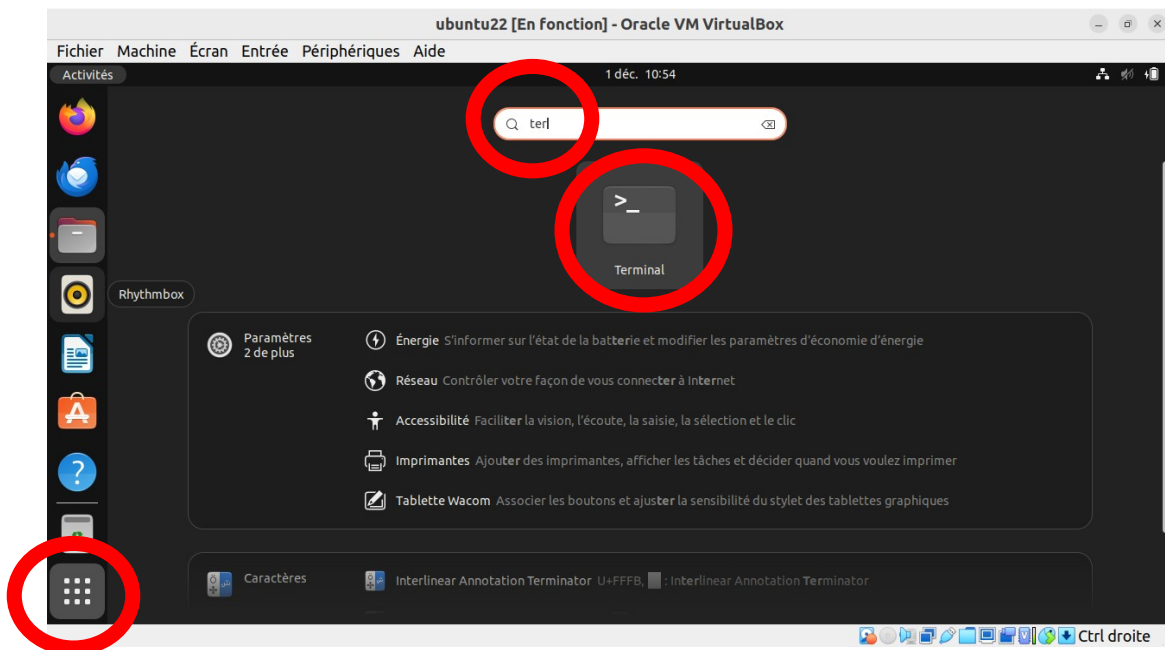 ubuntu22 [En fonction] - Oracle VM VirtualBox
Fichier Machine Écran Entrée Périphériques Aide
Activités 1 déc. 10:54
ter
>_
Terminal
Rhythmbox
Paramètres
2 de plus
Énergie S'informer sur l'état de la batterie et modifier les paramètres d'économie d'énergie
Réseau Contrôler votre façon de vous connecter à Internet
Accessibilité Faciliter la vision, l'écoute, la saisie, la sélection et le clic
Imprimantes Ajouter des imprimantes, afficher les tâches et décider quand vous voulez imprimer
Tablette Wacom Associer les boutons et ajuster la sensibilité du stylet des tablettes graphiques
Caractères
Interlinear Annotation Terminator U+FFFB, : Interlinear Annotation Terminator
Ctrl droite